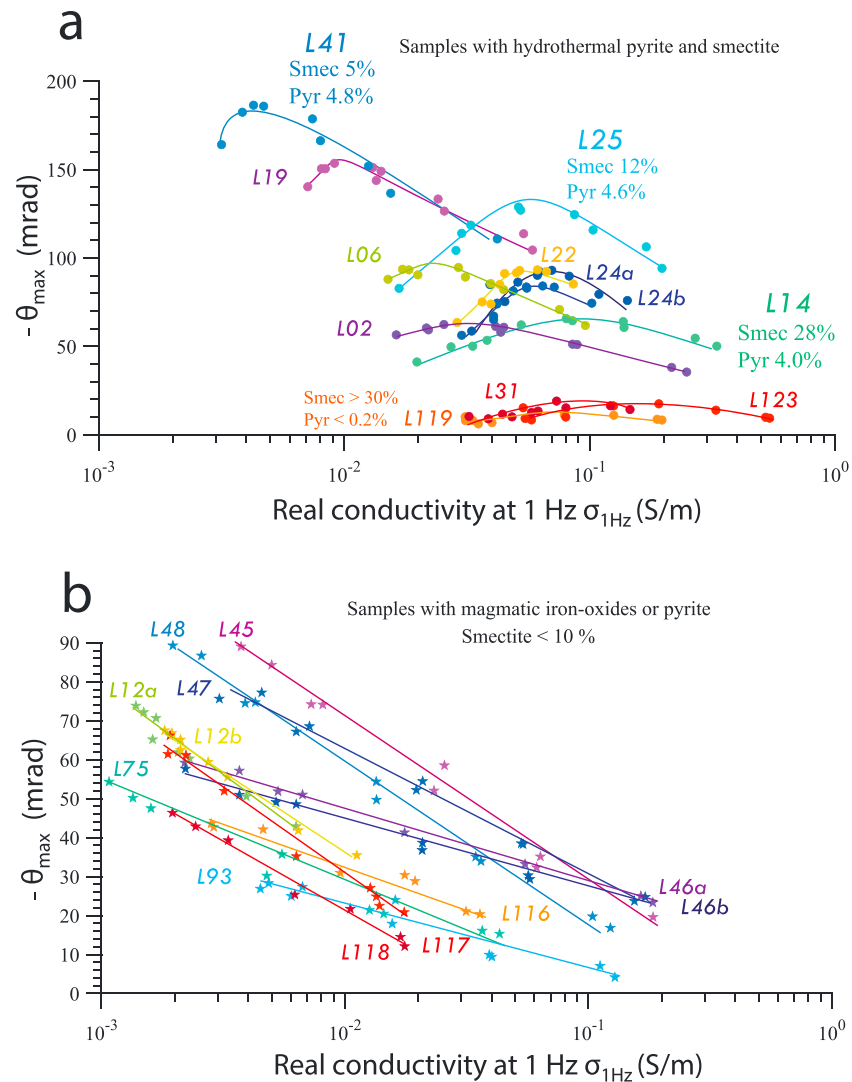 a
L41
Samples with hydrothermal pyrite and smectite
Smec 5%
Pyr 4.8%
L25
Smec 12%
Pyr 4.6%
L19
L06
L22
L24a
L24b
L14
Smec 28%
Pyr 4.0%
L02
Smec > 30%
Pyr < 0.2%
L31
L119
L123
200
150
100
50
0
- θmax (mrad)
10-3
10-2
10-1
100
Real conductivity at 1 Hz σ1Hz (S/m)
b
Samples with magmatic iron-oxides or pyrite
Smectite < 10 %
L48
L45
L12a
L47
L12b
L75
L93
L46a
L46b
L116
L117
L118
90
80
70
60
50
40
30
20
10
0
- θmax (mrad)
10-3
10-2
10-1
100
Real conductivity at 1 Hz σ1Hz (S/m)